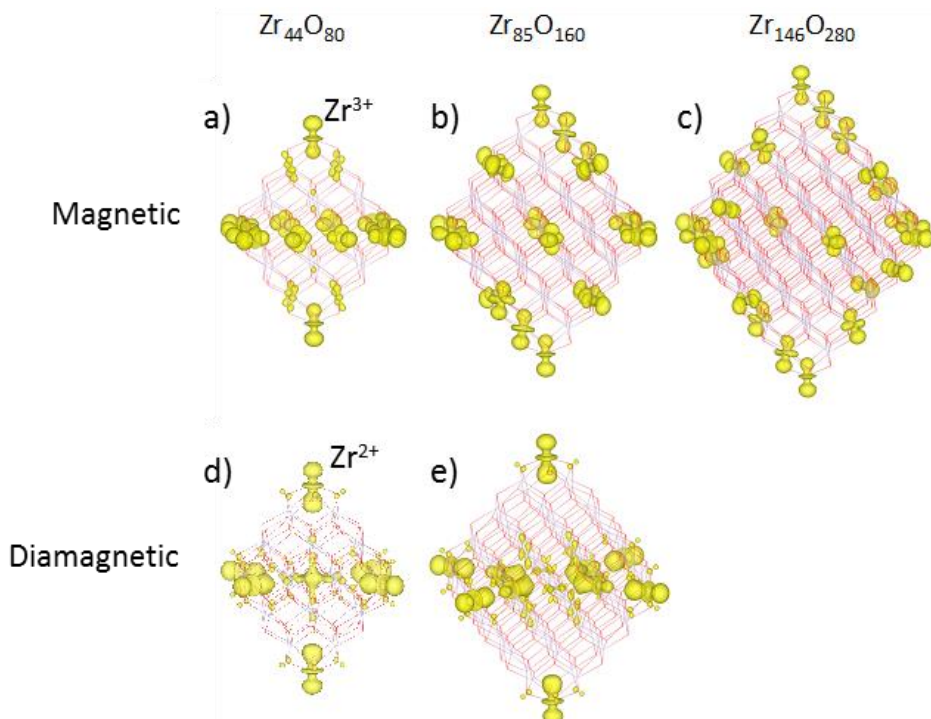 Zr₄₄O₈₀ Zr₈₅O₁₆₀ Zr₁₄₆O₂₈₀
a) Zr³⁺ b) c)
Magnetic
d) Zr²⁺ e)
Diamagnetic